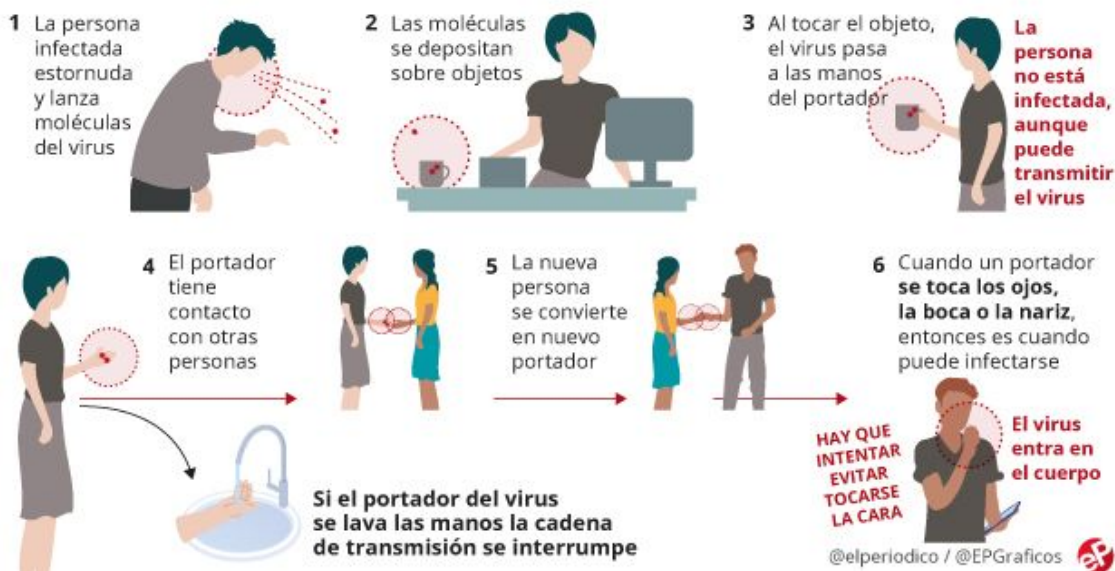 1 La persona
infectada
estornuda
y lanza
moléculas
del virus
2 Las moléculas
se depositan
sobre objetos
3 Al tocar el objeto,
el virus pasa
a las manos
del portador
La
persona
no está
infectada,
aunque
puede
transmitir
el virus
4 El portador
tiene
contacto
con otras
personas
5 La nueva
persona
se convierte
en nuevo
portador
6 Cuando un portador
se toca los ojos,
la boca o la nariz,
entonces es cuando
puede infectarse
HAY QUE
INTENTAR
EVITAR
TOCARSE
LA CARA
El virus
entra en
el cuerpo
Si el portador del virus
se lava las manos la cadena
de transmisión se interrumpe
@elperiodico / @EPGraficos
eP